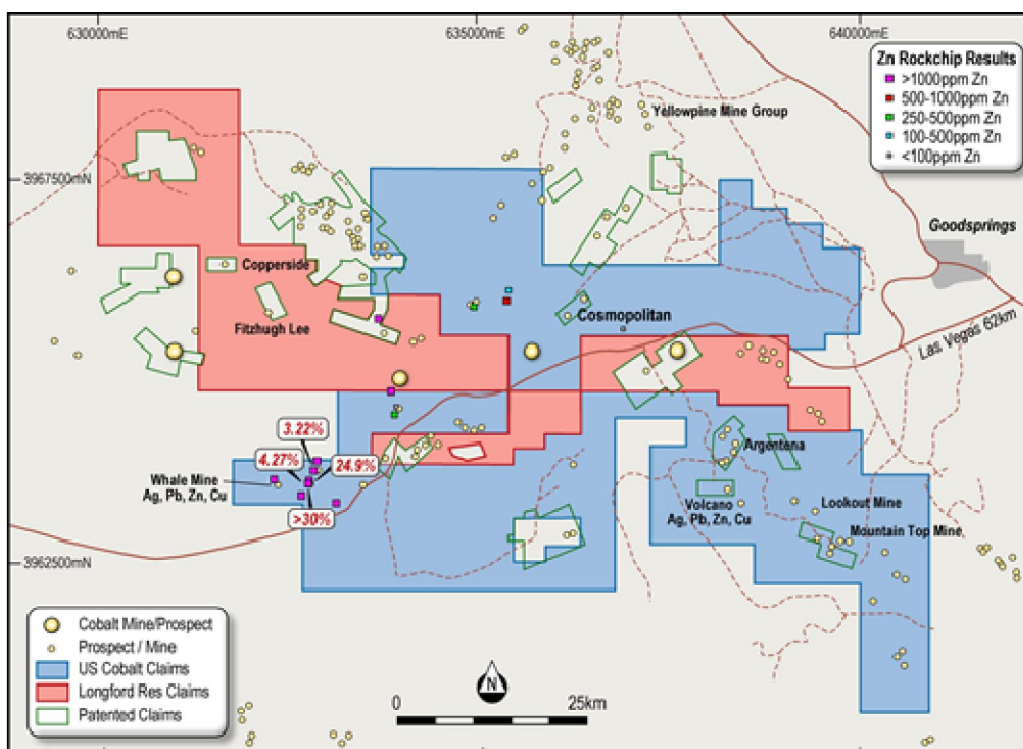 630000mE
635000mE
640000mE
Zn Rockchip Results
>1000ppm Zn
500-1000ppm Zn
250-500ppm Zn
100-500ppm Zn
<100ppm Zn
Yellowpine Mine Group
3967500mN
Goodsprings
Copperside
Fitzhugh Lee
Cosmopolitan
Las Vegas 62km
3.22%
4.27%
24.9%
>30%
Whale Mine
Ag, Pb, Zn, Cu
Argentena
Volcano
Ag, Pb, Zn, Cu
Lookout Mine
Mountain Top Mine
3962500mN
Cobalt Mine/Prospect
Prospect / Mine
US Cobalt Claims
Longford Res Claims
Patented Claims
N
0
25km